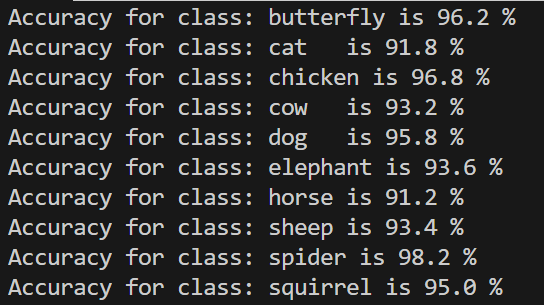 Accuracy for class: butterfly is 96.2 %
Accuracy for class: cat   is 91.8 %
Accuracy for class: chicken is 96.8 %
Accuracy for class: cow   is 93.2 %
Accuracy for class: dog   is 95.8 %
Accuracy for class: elephant is 93.6 %
Accuracy for class: horse is 91.2 %
Accuracy for class: sheep is 93.4 %
Accuracy for class: spider is 98.2 %
Accuracy for class: squirrel is 95.0 %